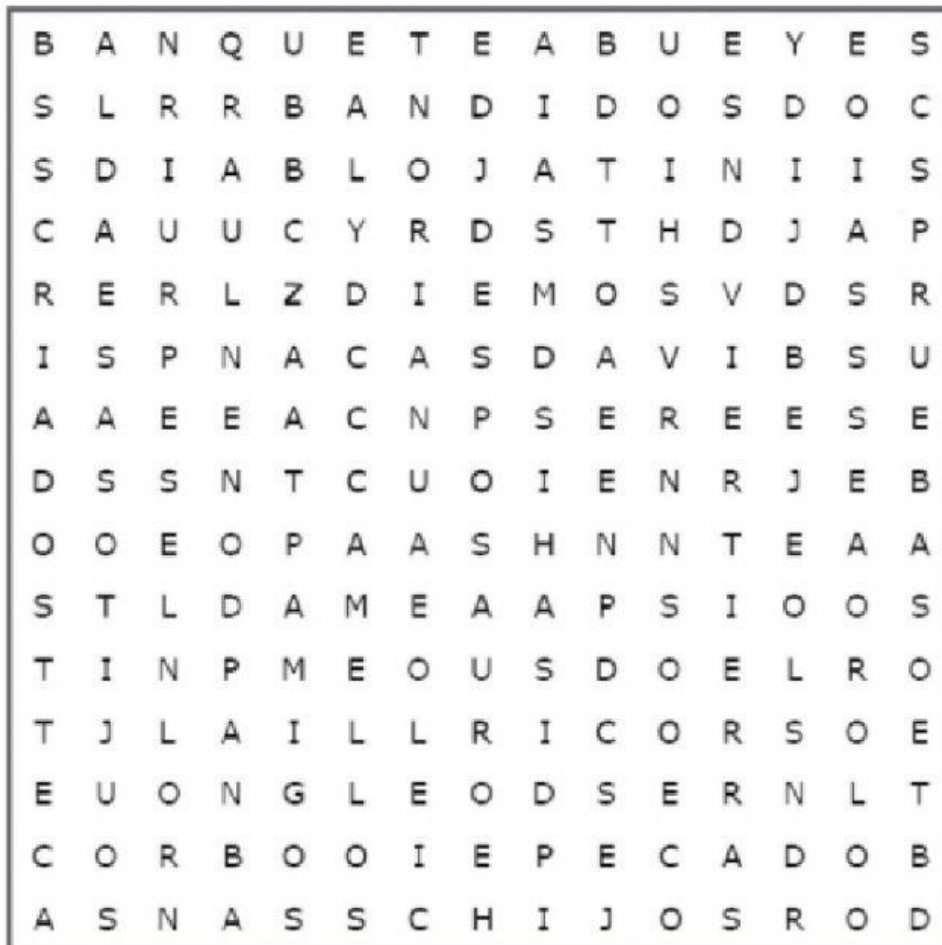 B A N Q U E T E A B U E Y E S
S L R R B A N D I D O S D O C
S D I A B L O J A T I N I I S
C A U U C Y R D S T H D J A P
R E R L Z D I E M O S V D S R
I S P N A C A S D A V I B S U
A A E E A C N P S E R E E S E
D S S N T C U O I E N R J E B
O O E O P A A S H N N T E A A
S T L D A M E A A P S I O O S
T I N P M E O U S D O E L R O
T J L A I L L R I C O R S O E
E U O N G L E O D S E R N L T
C O R B O O I E P E C A D O B
A S N A S S C H I J O S R O D